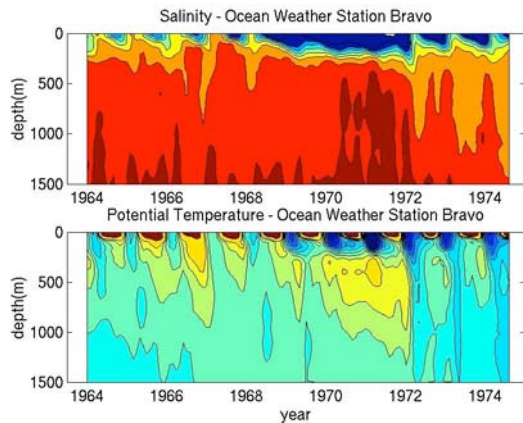 Salinity - Ocean Weather Station Bravo
0
500
1000
1500
depth(m)
1964 1966 1968 1970 1972 1974
Potential Temperature - Ocean Weather Station Bravo
0
500
1000
1500
depth(m)
1964 1966 1968 1970 1972 1974
year